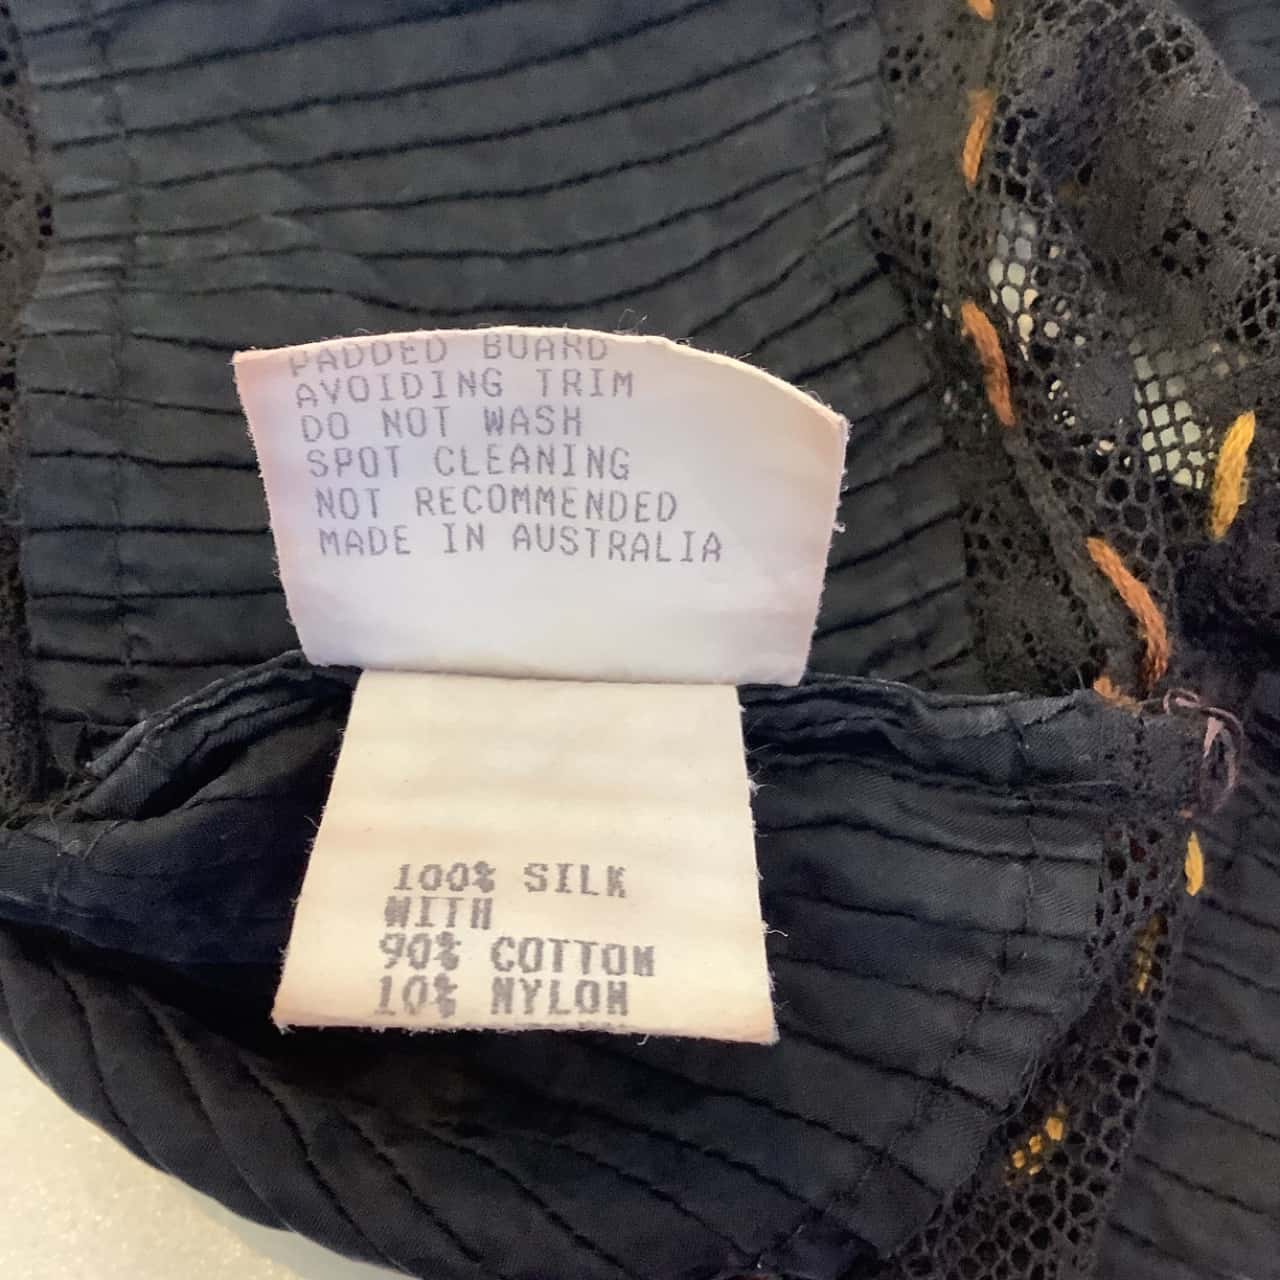 PADDED BOARD
AVOIDING TRIM
DO NOT WASH
SPOT CLEANING
NOT RECOMMENDED
MADE IN AUSTRALIA
100% SILK
WITH
90% COTTON
10% NYLON